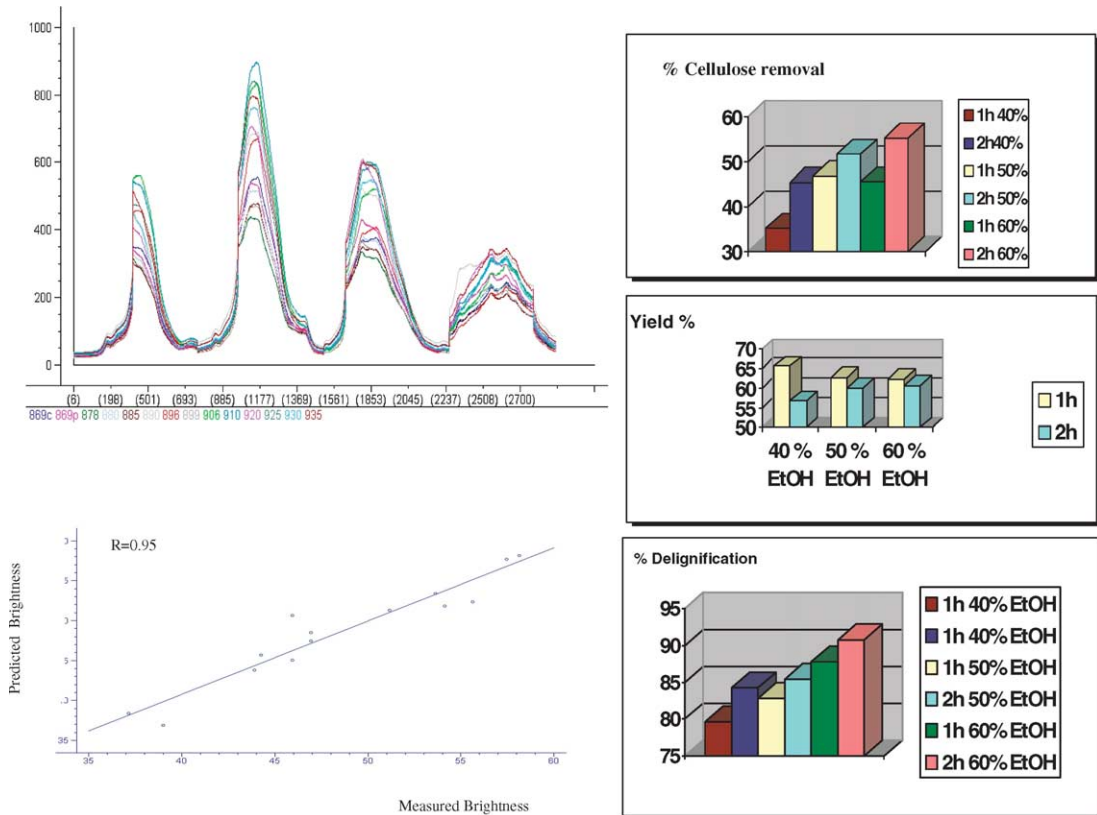 1000
800
600
400
200
0
(6) (198) (501) (693) (885) (1177) (1369) (1561) (1853) (2045) (2237) (2508) (2700)
869c 869p 878 880 885 890 896 899 906 910 920 925 930 935
R=0.95
Predicted Brightness
35
35 40 45 50 55 60
Measured Brightness
% Cellulose removal
60
50
40
30
1h 40%
2h40%
1h 50%
2h 50%
1h 60%
2h 60%
Yield %
70
65
60
55
50
40 % 50 % 60 %
EtOH EtOH EtOH
1h
2h
% Delignification
95
90
85
80
75
1h 40% EtOH
1h 40% EtOH
1h 50% EtOH
2h 50% EtOH
1h 60% EtOH
2h 60% EtOH